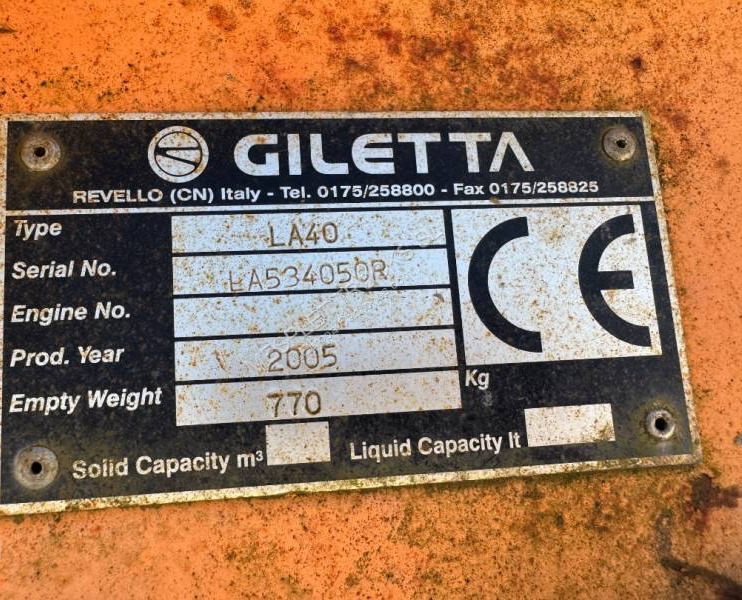 GILETTA
REVELLO (CN) Italy - Tel. 0175/258800 - Fax 0175/258825
Type LA40
Serial No. LA534050R
Engine No.
Prod. Year 2005
Empty Weight 770 Kg
Solid Capacity m³ Liquid Capacity lt
CE